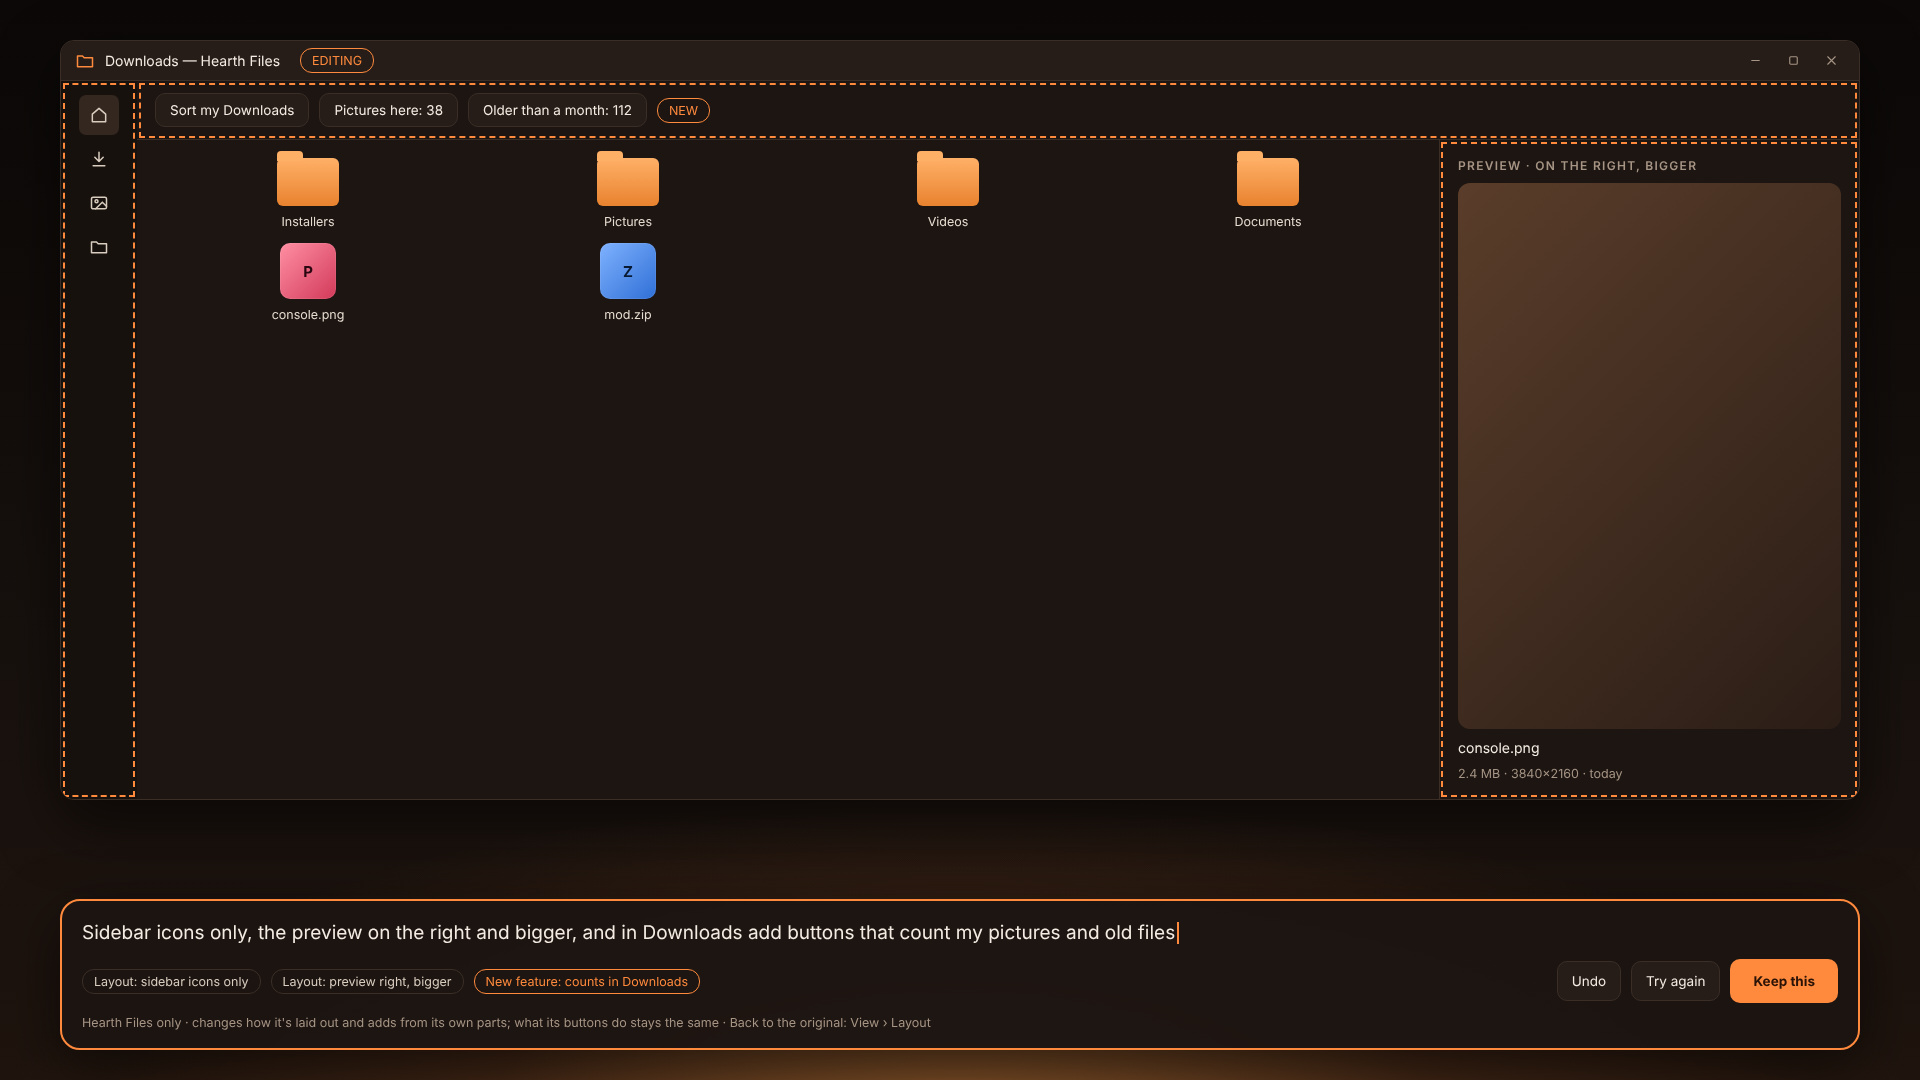 Downloads — Hearth Files EDITING
Sort my Downloads Pictures here: 38 Older than a month: 112 NEW
PREVIEW · ON THE RIGHT, BIGGER
Installers Pictures Videos Documents
P Z
console.png mod.zip
console.png
2.4 MB · 3840×2160 · today
Sidebar icons only, the preview on the right and bigger, and in Downloads add buttons that count my pictures and old files
Layout: sidebar icons only Layout: preview right, bigger New feature: counts in Downloads Undo Try again Keep this
Hearth Files only · changes how it's laid out and adds from its own parts; what its buttons do stays the same · Back to the original: View › Layout